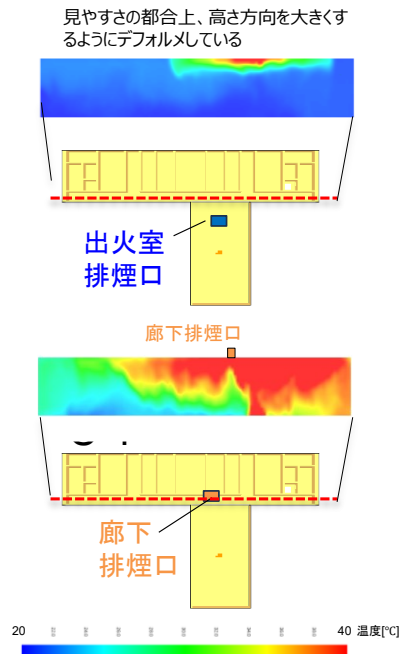 見やすさの都合上、高さ方向を大きくす
るようにデフォルメしている
出火室
排煙口
廊下排煙口
廊下
排煙口
20
40 温度[℃]